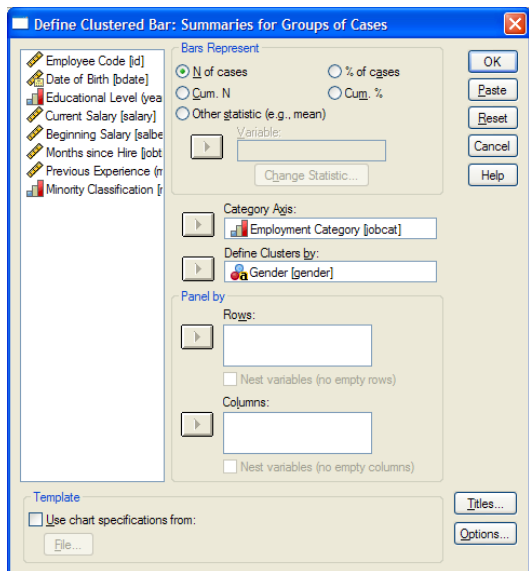 Define Clustered Bar: Summaries for Groups of Cases
Employee Code [id]
Date of Birth [bdate]
Educational Level (yea
Current Salary [salary]
Beginning Salary [salbe
Months since Hire [jobt
Previous Experience (m
Minority Classification [r
Bars Represent
N of cases
% of cases
Cum. N
Cum. %
Other statistic (e.g., mean)
Variable:
Change Statistic...
Category Axis:
Employment Category [jobcat]
Define Clusters by:
Gender [gender]
Panel by
Rows:
Nest variables (no empty rows)
Columns:
Nest variables (no empty columns)
Template
Use chart specifications from:
File...
OK
Paste
Reset
Cancel
Help
Titles...
Options...